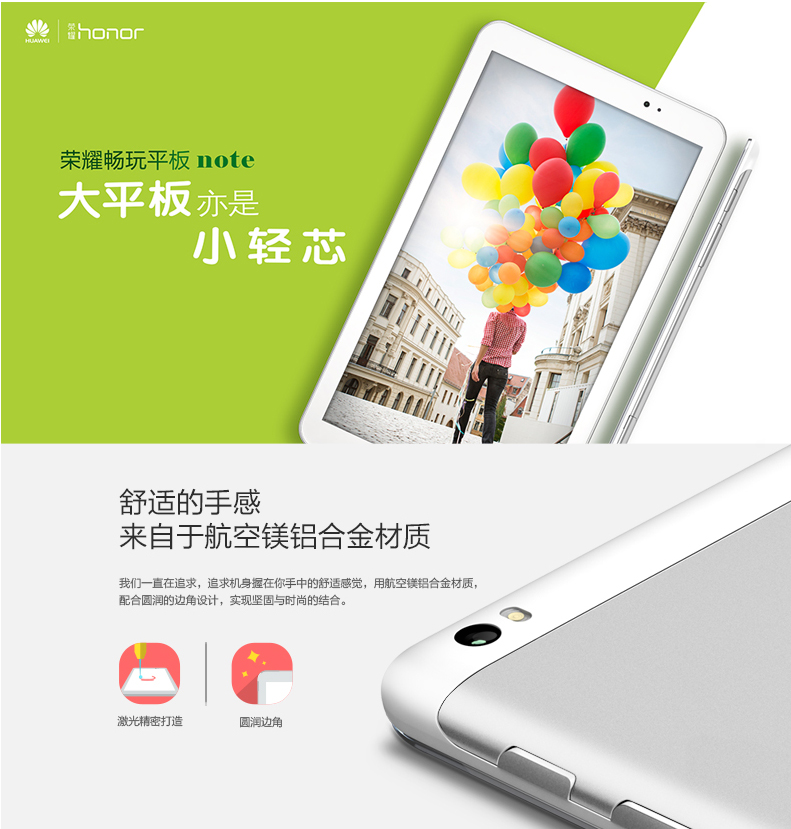 HUAWEI
荣耀 honor
荣耀畅玩平板 note
大平板亦是
小轻芯
舒适的手感
来自于航空镁铝合金材质
我们一直在追求，追求机身握在你手中的舒适感觉，用航空镁铝合金材质，
配合圆润的边角设计，实现坚固与时尚的结合。
激光精密打造
圆润边角